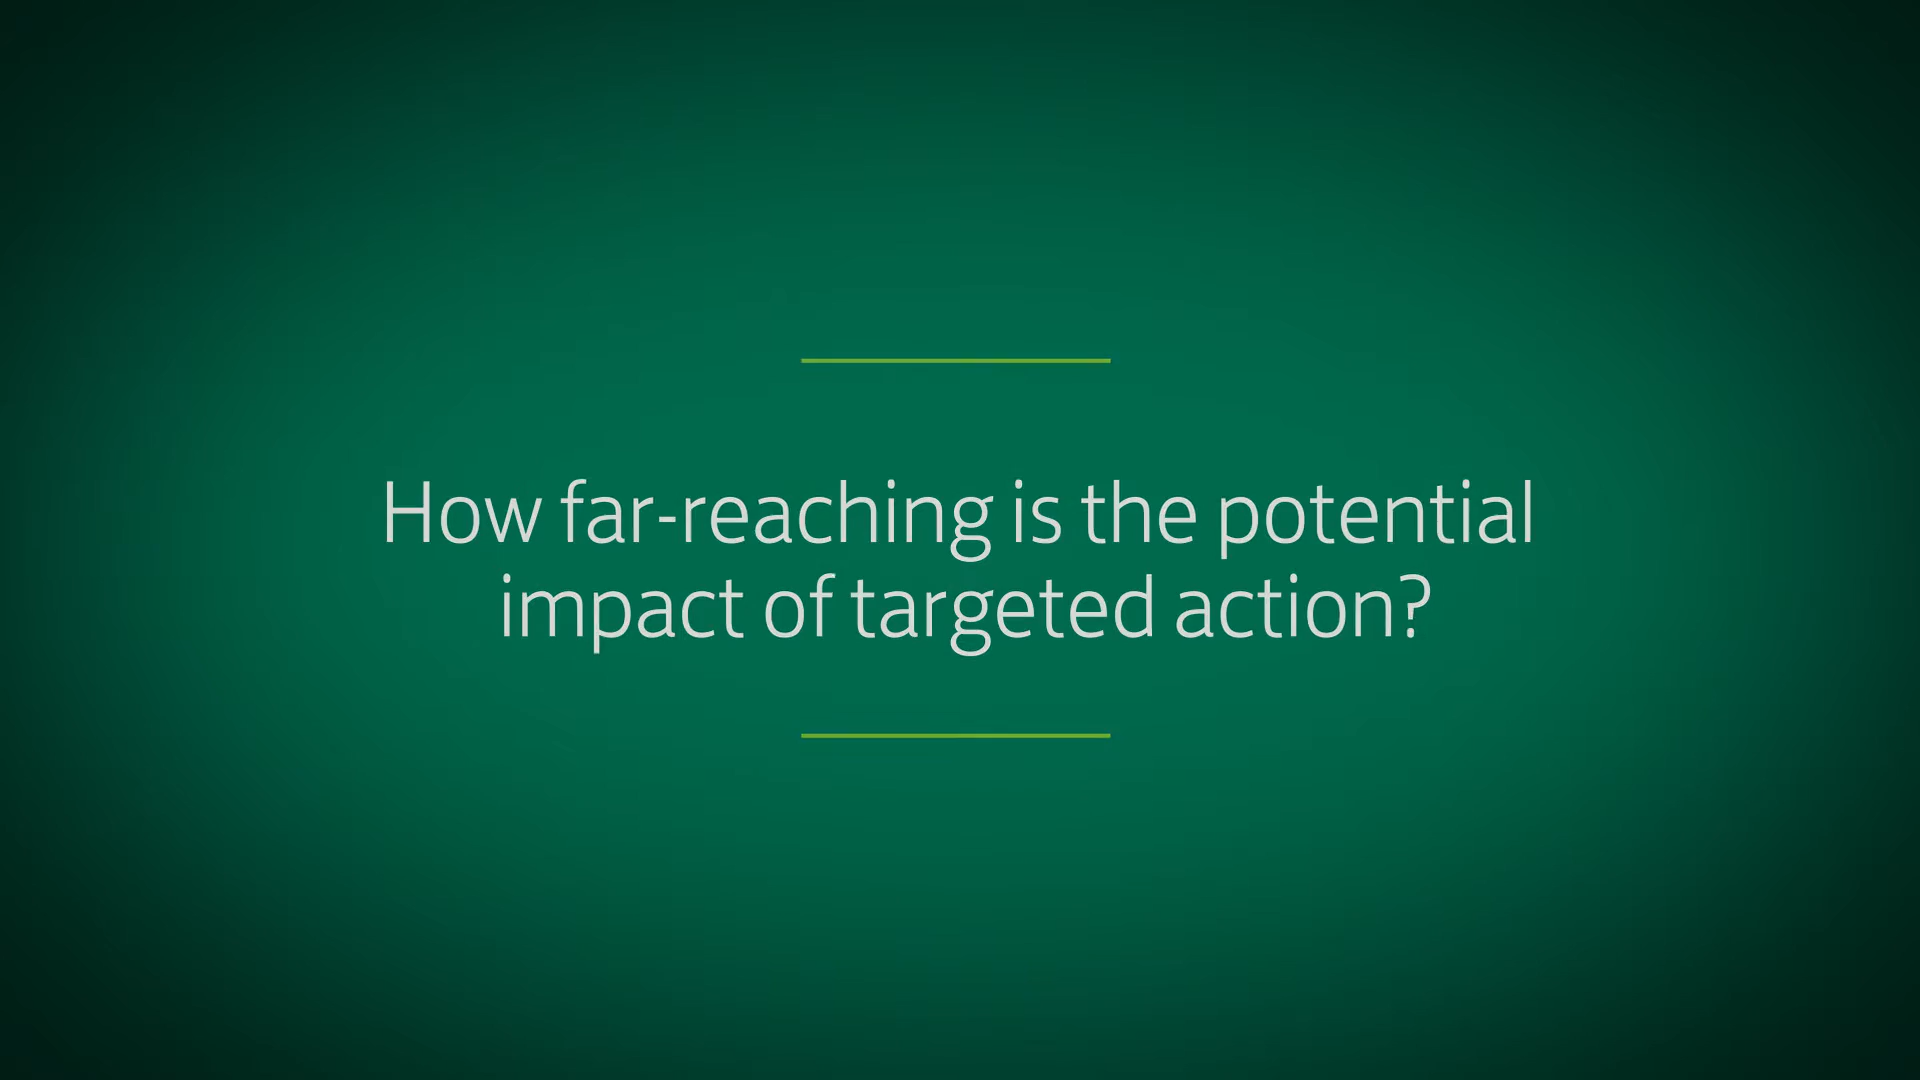 How far-reaching is the potential
impact of targeted action?